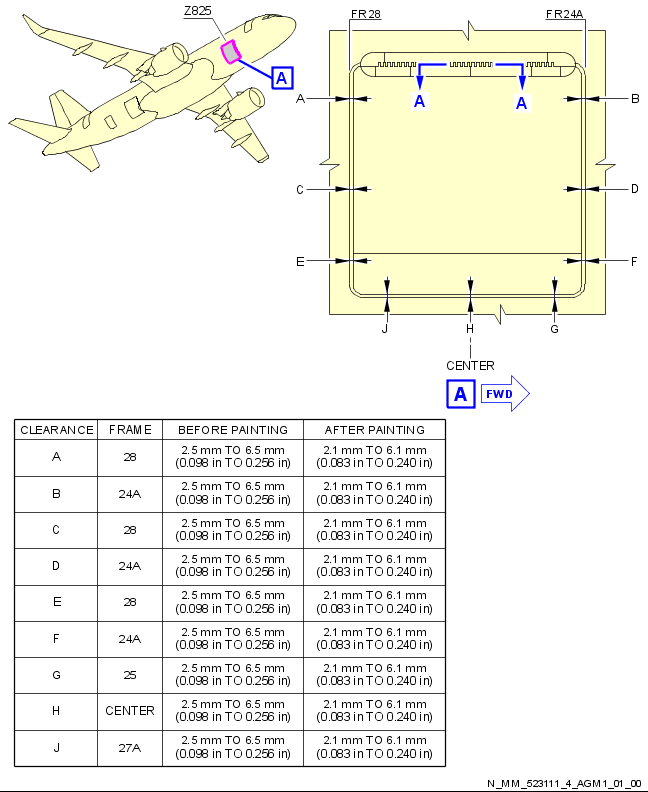 Z825
A
FR28
FR24A
A
A
A
B
C
D
E
F
J
H
G
CENTER
A
FWD
CLEARANCE FRAME BEFORE PAINTING AFTER PAINTING
A 28 2.5 mm TO 6.5 mm 2.1 mm TO 6.1 mm
(0.098 in TO 0.256 in) (0.083 in TO 0.240 in)
B 24A 2.5 mm TO 6.5 mm 2.1 mm TO 6.1 mm
(0.098 in TO 0.256 in) (0.083 in TO 0.240 in)
C 28 2.5 mm TO 6.5 mm 2.1 mm TO 6.1 mm
(0.098 in TO 0.256 in) (0.083 in TO 0.240 in)
D 24A 2.5 mm TO 6.5 mm 2.1 mm TO 6.1 mm
(0.098 in TO 0.256 in) (0.083 in TO 0.240 in)
E 28 2.5 mm TO 6.5 mm 2.1 mm TO 6.1 mm
(0.098 in TO 0.256 in) (0.083 in TO 0.240 in)
F 24A 2.5 mm TO 6.5 mm 2.1 mm TO 6.1 mm
(0.098 in TO 0.256 in) (0.083 in TO 0.240 in)
G 25 2.5 mm TO 6.5 mm 2.1 mm TO 6.1 mm
(0.098 in TO 0.256 in) (0.083 in TO 0.240 in)
H CENTER 2.5 mm TO 6.5 mm 2.1 mm TO 6.1 mm
(0.098 in TO 0.256 in) (0.083 in TO 0.240 in)
J 27A 2.5 mm TO 6.5 mm 2.1 mm TO 6.1 mm
(0.098 in TO 0.256 in) (0.083 in TO 0.240 in)
N_MM_523111_4_AGM1_01_00